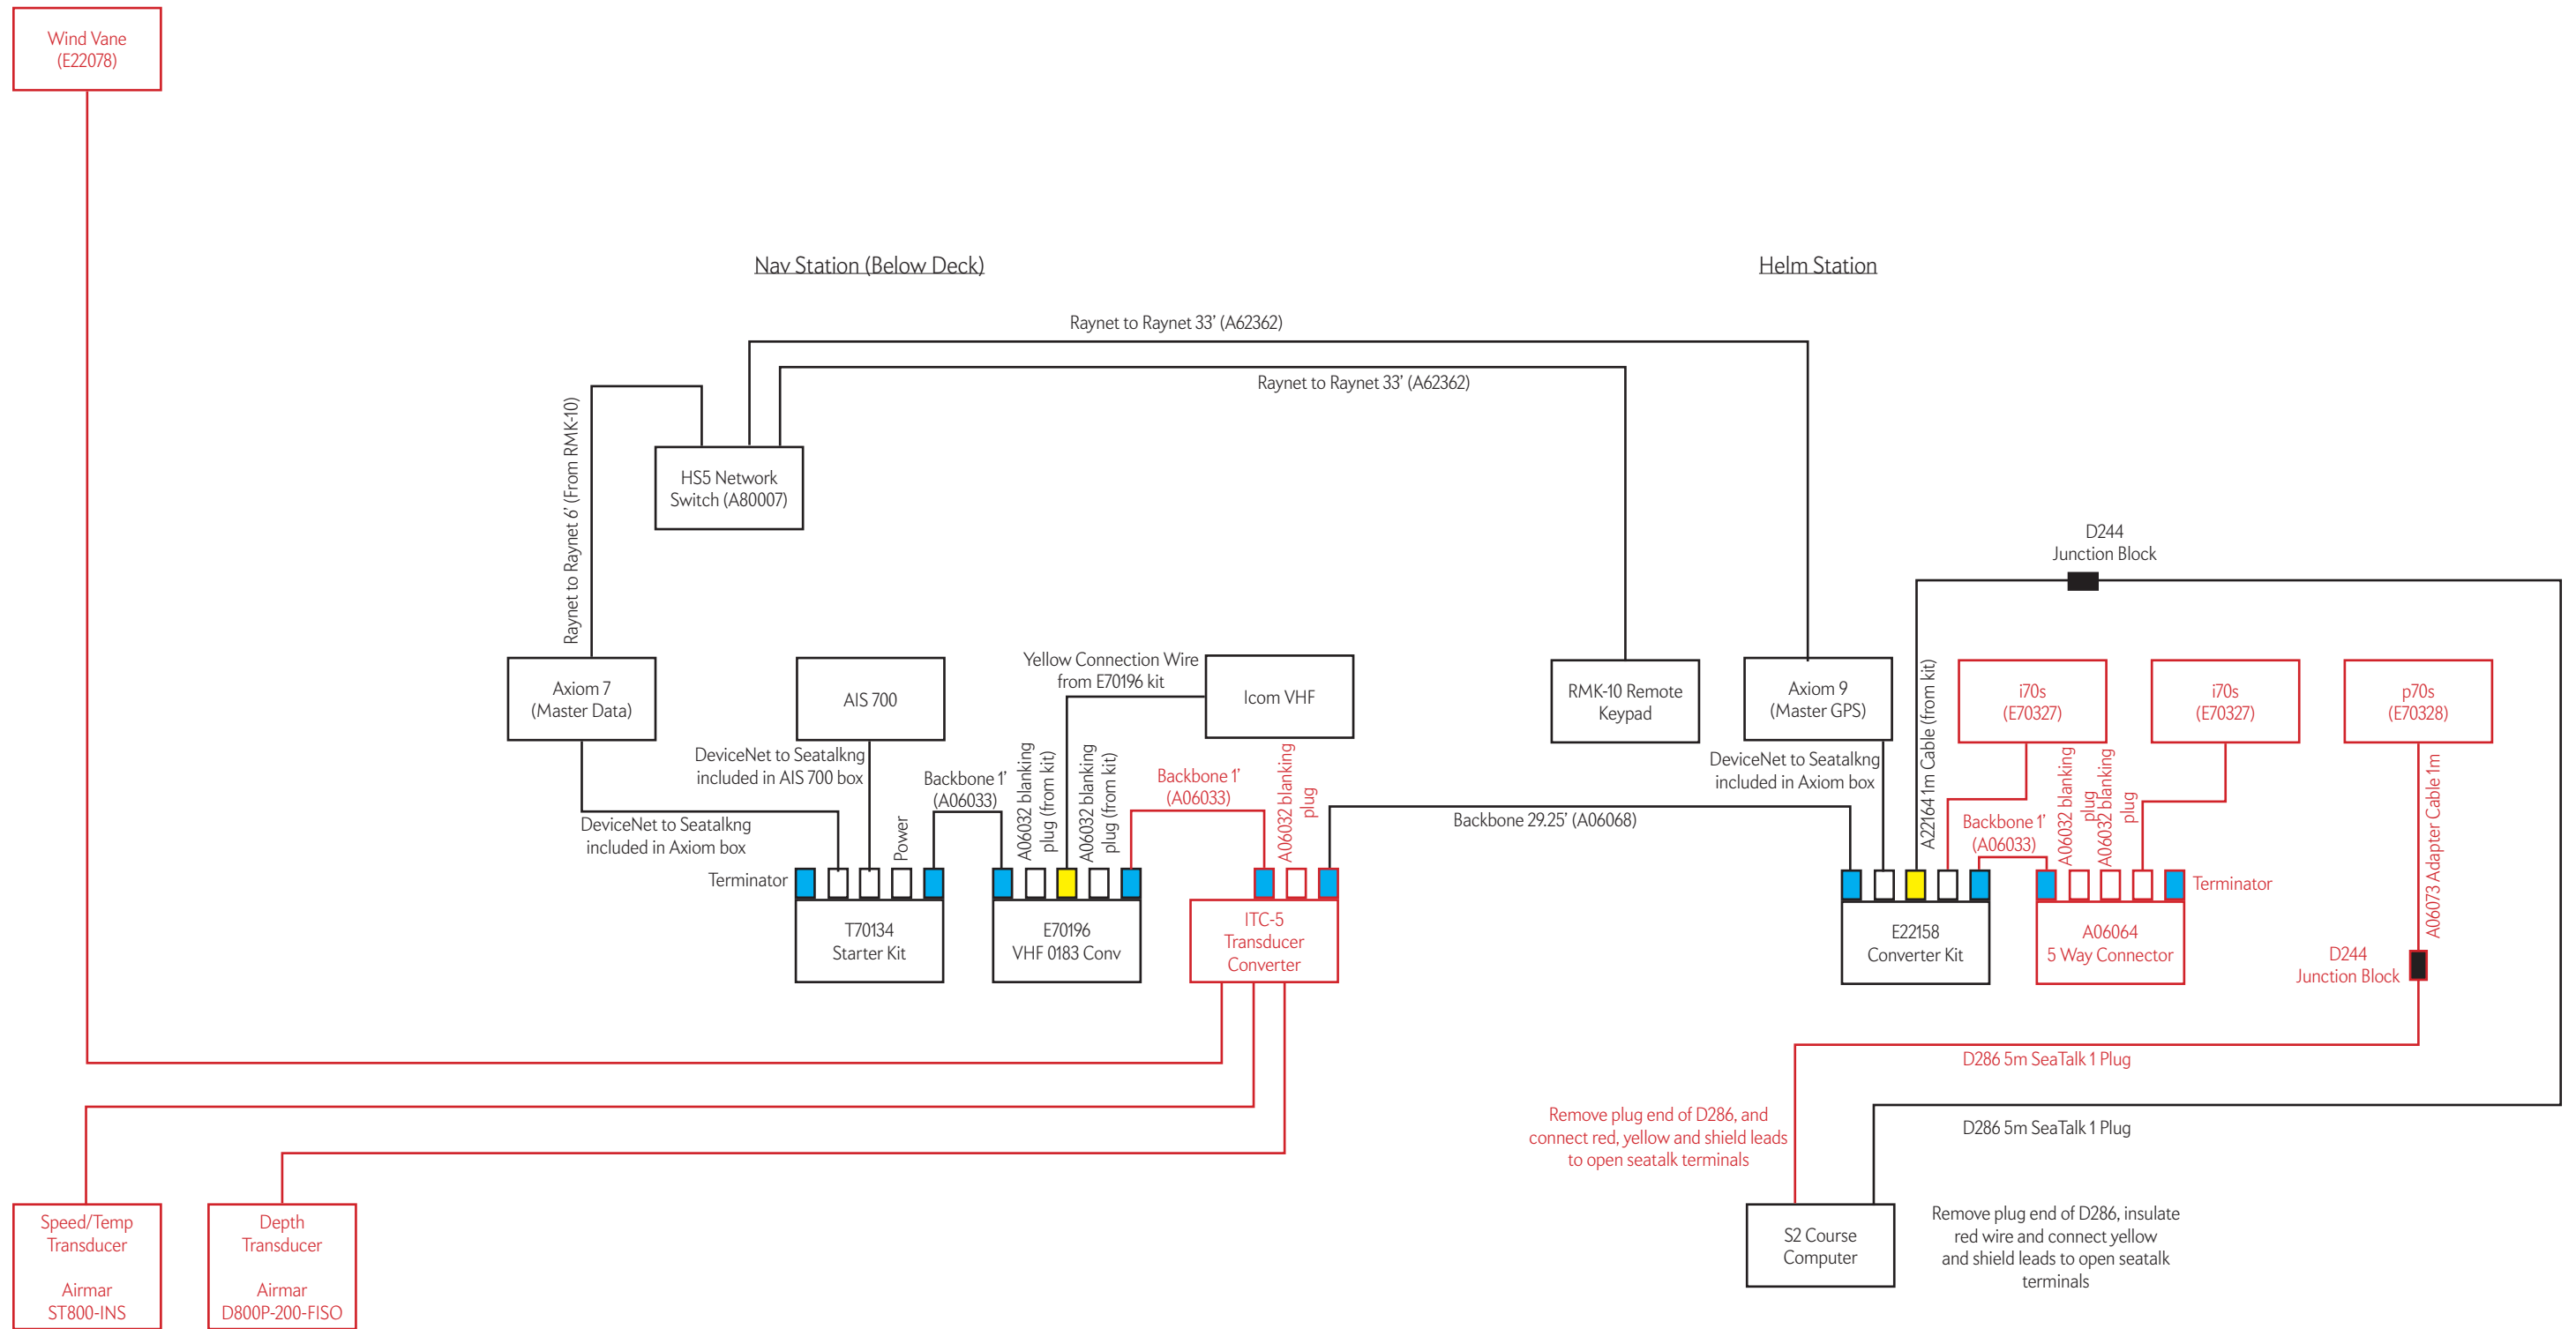 Wind Vane
(E22078)
Nav Station (Below Deck)
Helm Station
Raynet to Raynet 33' (A62362)
Raynet to Raynet 33' (A62362)
Raynet to Raynet 6' (From RMK-10)
HS5 Network
Switch (A80007)
D244
Junction Block
Axiom 7
(Master Data)
AIS 700
Yellow Connection Wire
from E70196 kit
Icom VHF
RMK-10 Remote
Keypad
Axiom 9
(Master GPS)
A22164 1m Cable (from kit)
i70s
(E70327)
i70s
(E70327)
p70s
(E70328)
DeviceNet to Seatalkng
included in Axiom box
DeviceNet to Seatalkng
included in AIS 700 box
Power
Backbone 1'
(A06033)
A06032 blanking
plug (from kit)
A06032 blanking
plug (from kit)
Backbone 1'
(A06033)
A06032 blanking
plug
Backbone 29.25' (A06068)
DeviceNet to Seatalkng
included in Axiom box
Backbone 1'
(A06033)
A06032 blanking
plug
A06032 blanking
plug
A06073 Adapter Cable 1m
Terminator
T70134
Starter Kit
E70196
VHF 0183 Conv
ITC-5
Transducer
Converter
E22158
Converter Kit
A06064
5 Way Connector
Terminator
D244
Junction Block
D286 5m SeaTalk 1 Plug
Remove plug end of D286, and
connect red, yellow and shield leads
to open seatalk terminals
D286 5m SeaTalk 1 Plug
Speed/Temp
Transducer
Airmar
ST800-INS
Depth
Transducer
Airmar
D800P-200-FISO
S2 Course
Computer
Remove plug end of D286, insulate
red wire and connect yellow
and shield leads to open seatalk
terminals